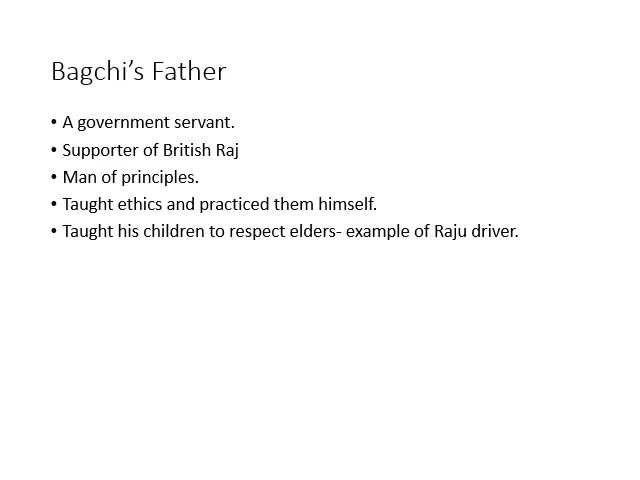 Bagchi’s Father
• A government servant.
• Supporter of British Raj
• Man of principles.
• Taught ethics and practiced them himself.
• Taught his children to respect elders- example of Raju driver.